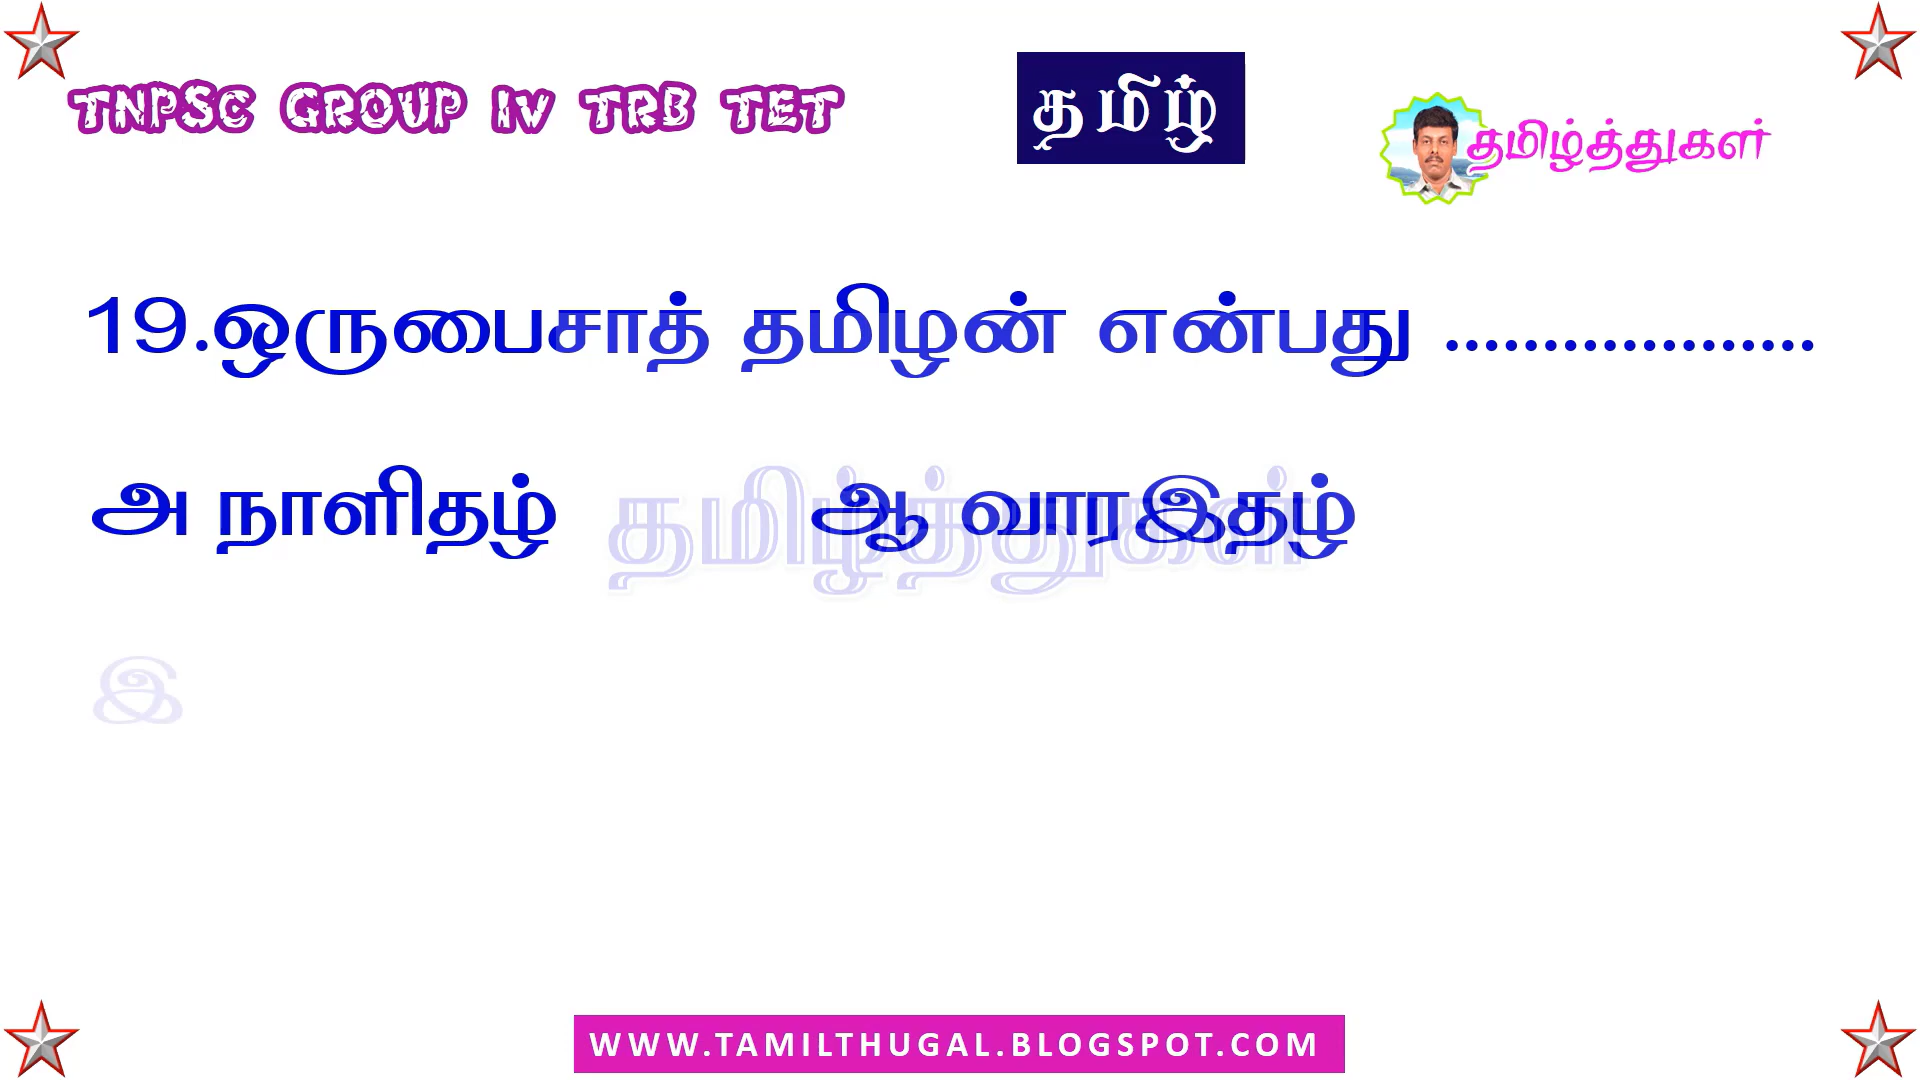 TNPSC GROUP IV TRB TET
தமிழ்
தமிழ்த்துகள்
19.ஒருபைசாத் தமிழன் என்பது ...................
அ நாளிதழ் ஆ வாரஇதழ்
தமிழ்த்துகள்
இ
WWW.TAMILTHUGAL.BLOGSPOT.COM